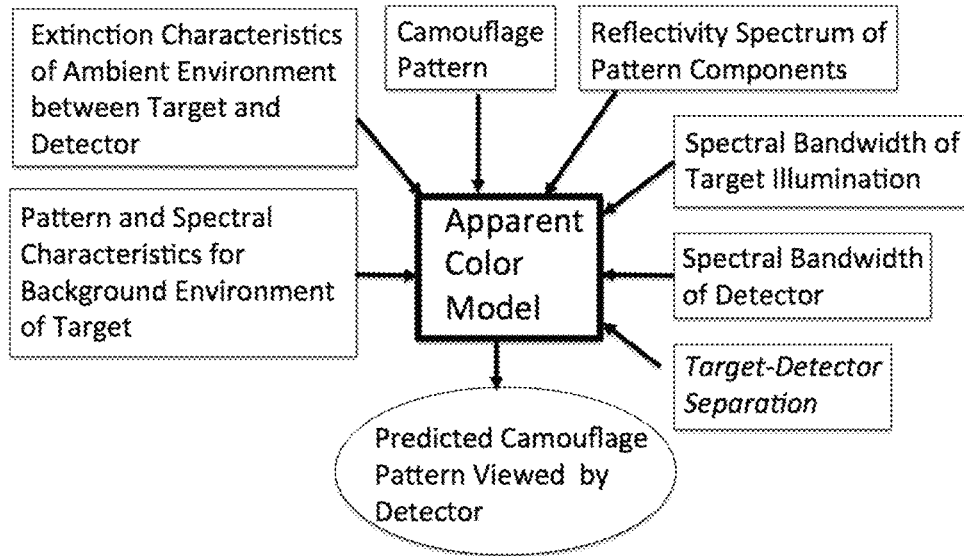 Extinction Characteristics
of Ambient Environment
between Target and
Detector
Camouflage
Pattern
Reflectivity Spectrum of
Pattern Components
Spectral Bandwidth of
Target Illumination
Pattern and Spectral
Characteristics for
Background Environment
of Target
Apparent
Color
Model
Spectral Bandwidth
of Detector
Target-Detector
Separation
Predicted Camouflage
Pattern Viewed by
Detector